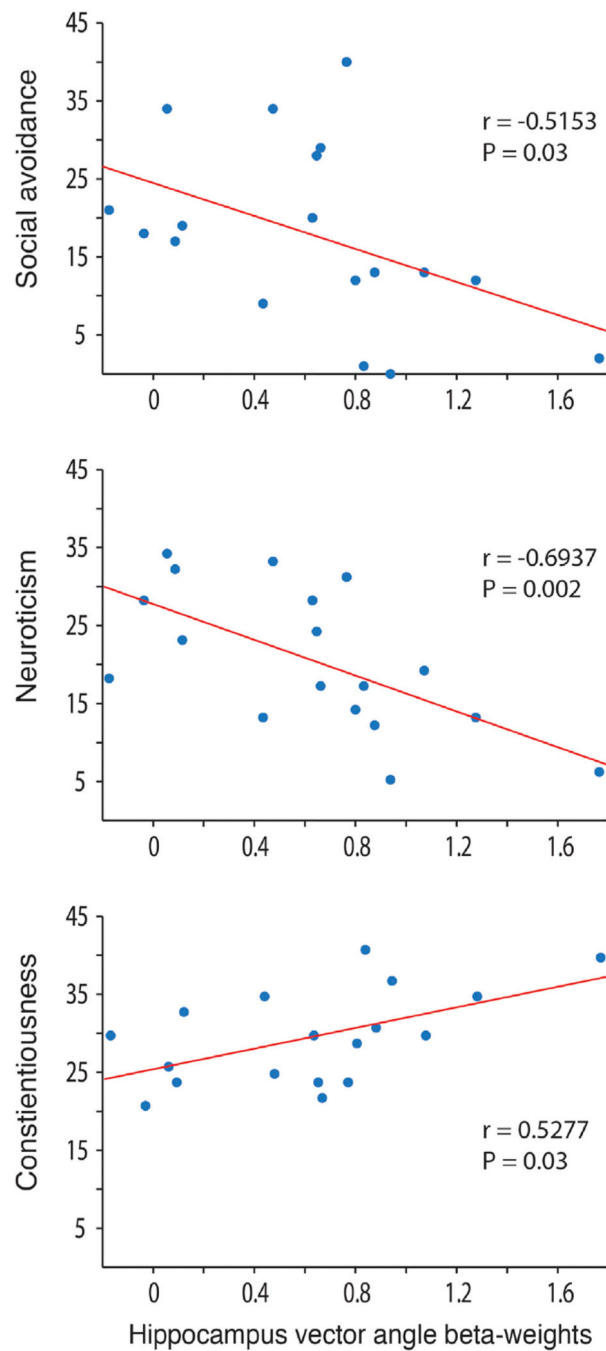 45
35
25
15
5
Social avoidance
r = -0.5153
P = 0.03
0 0.4 0.8 1.2 1.6
45
35
25
15
5
Neuroticism
r = -0.6937
P = 0.002
0 0.4 0.8 1.2 1.6
45
35
25
15
5
Constientiousness
r = 0.5277
P = 0.03
0 0.4 0.8 1.2 1.6
Hippocampus vector angle beta-weights